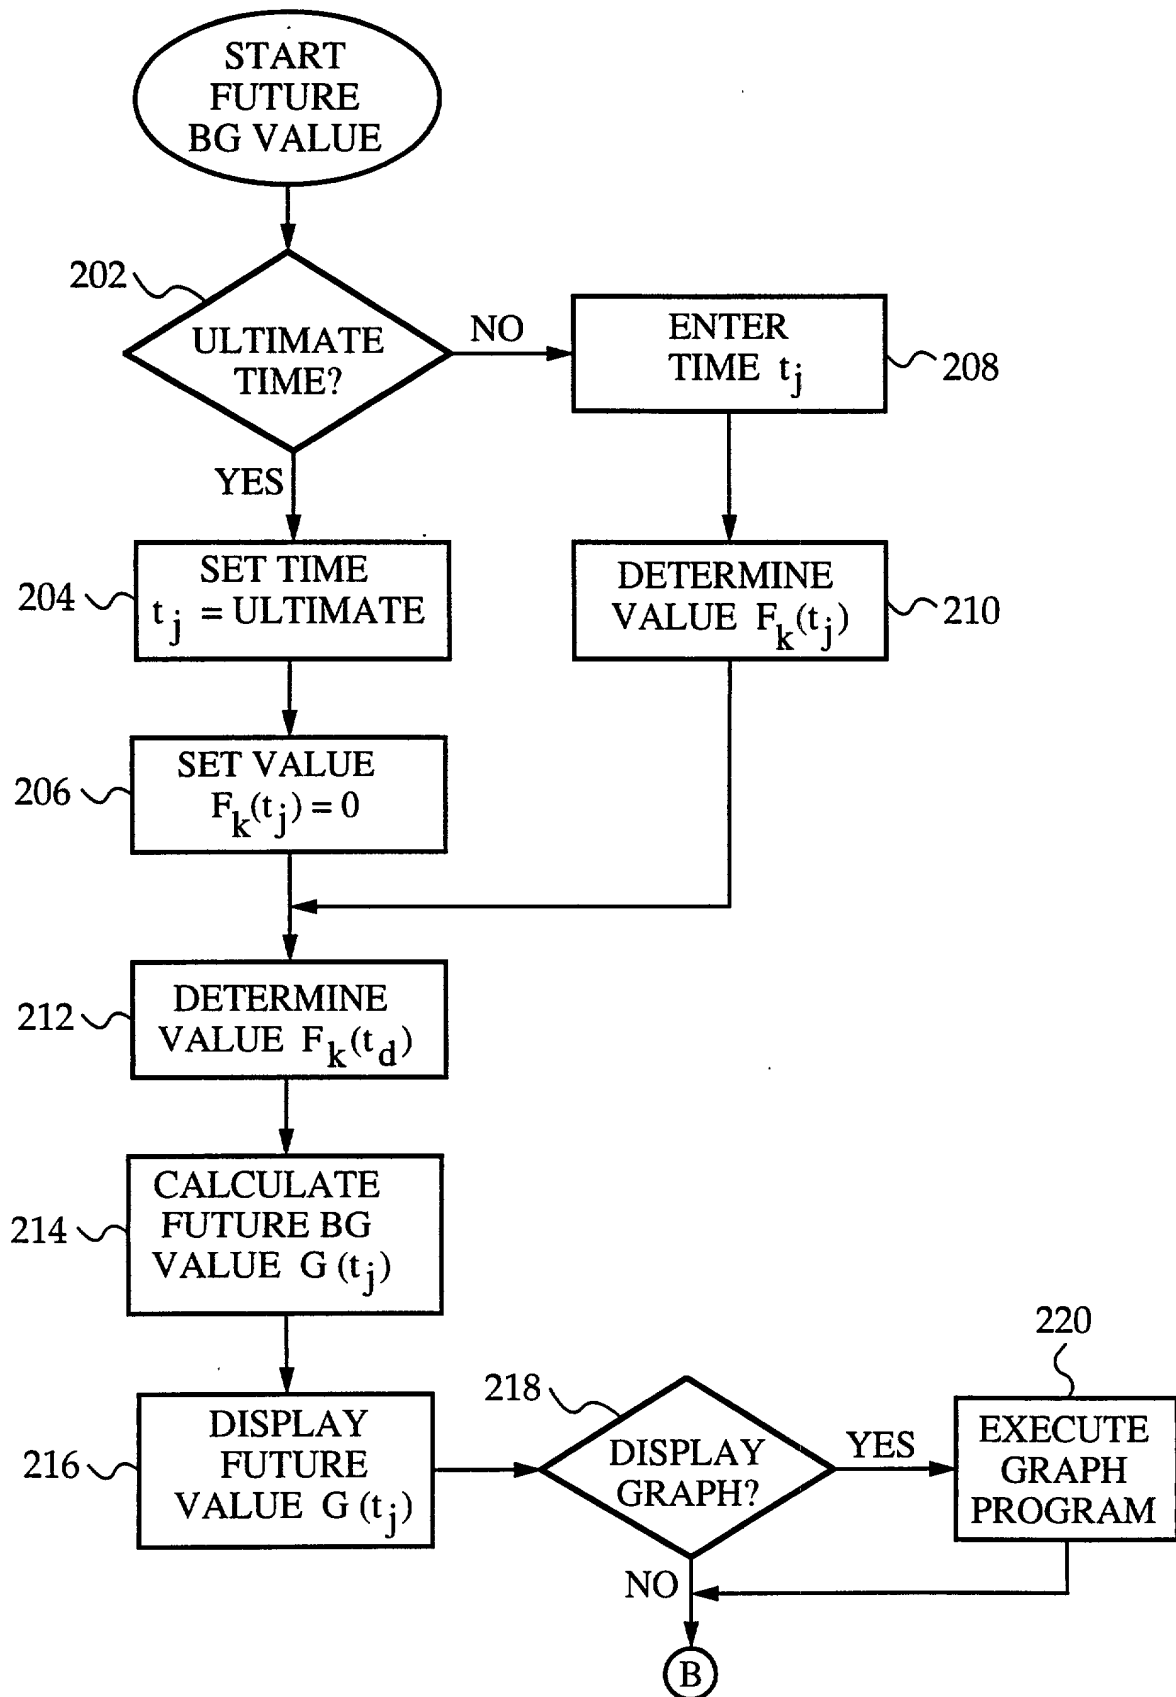 START
FUTURE
BG VALUE
202
ULTIMATE
TIME?
NO
ENTER
TIME t_j
208
YES
SET TIME
t_j = ULTIMATE
204
DETERMINE
VALUE F_k(t_j)
210
SET VALUE
F_k(t_j) = 0
206
DETERMINE
VALUE F_k(t_d)
212
CALCULATE
FUTURE BG
VALUE G (t_j)
214
DISPLAY
FUTURE
VALUE G (t_j)
216
218
DISPLAY
GRAPH?
YES
220
EXECUTE
GRAPH
PROGRAM
NO
B